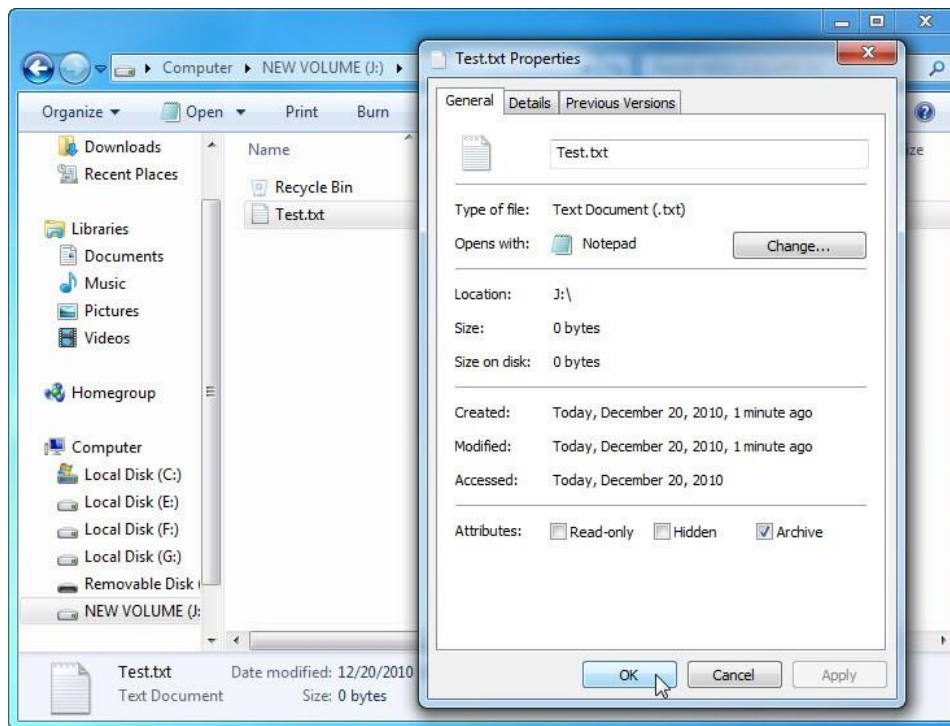 Computer ▸ NEW VOLUME (J:) ▸
Organize Open Print Burn
Downloads
Recent Places
Libraries
Documents
Music
Pictures
Videos
Homegroup
Computer
Local Disk (C:)
Local Disk (E:)
Local Disk (F:)
Local Disk (G:)
Removable Disk (
NEW VOLUME (J:
Name
Recycle Bin
Test.txt
Test.txt Date modified: 12/20/2010
Text Document Size: 0 bytes
Test.txt Properties
General Details Previous Versions
Test.txt
Type of file: Text Document (.txt)
Opens with: Notepad Change...
Location: J:\
Size: 0 bytes
Size on disk: 0 bytes
Created: Today, December 20, 2010, 1 minute ago
Modified: Today, December 20, 2010, 1 minute ago
Accessed: Today, December 20, 2010
Attributes: Read-only Hidden Archive
OK Cancel Apply